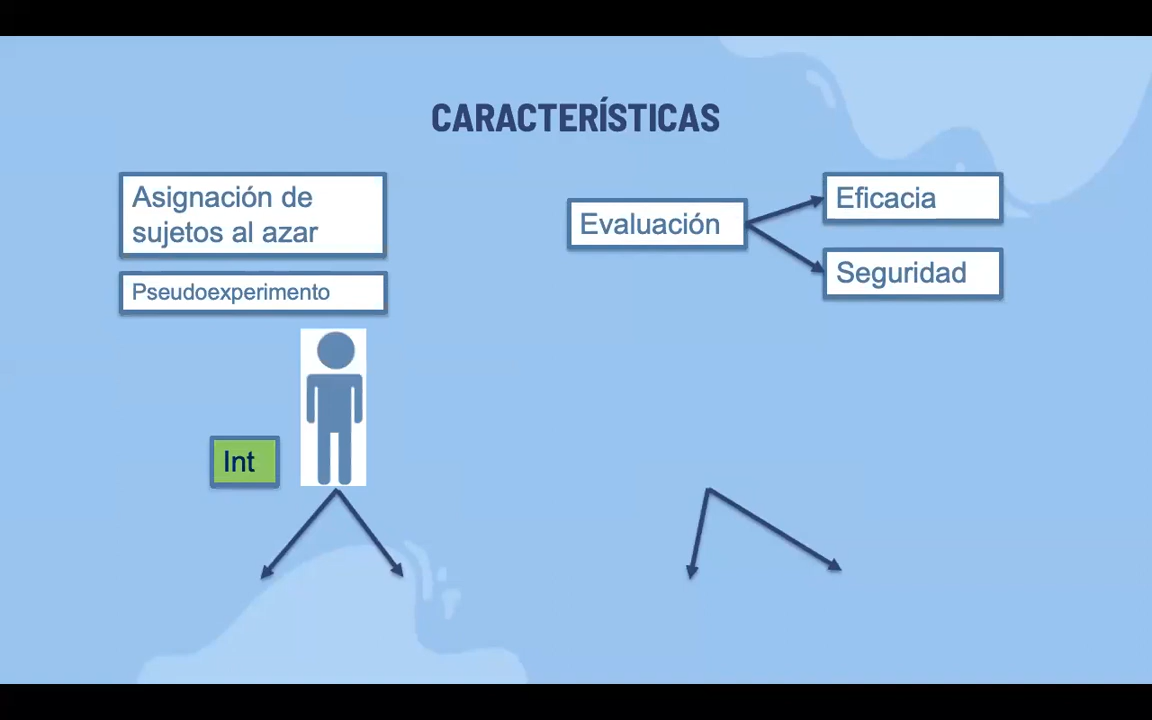 CARACTERÍSTICAS
Asignación de
sujetos al azar
Pseudoexperimento
Int
Evaluación
Eficacia
Seguridad